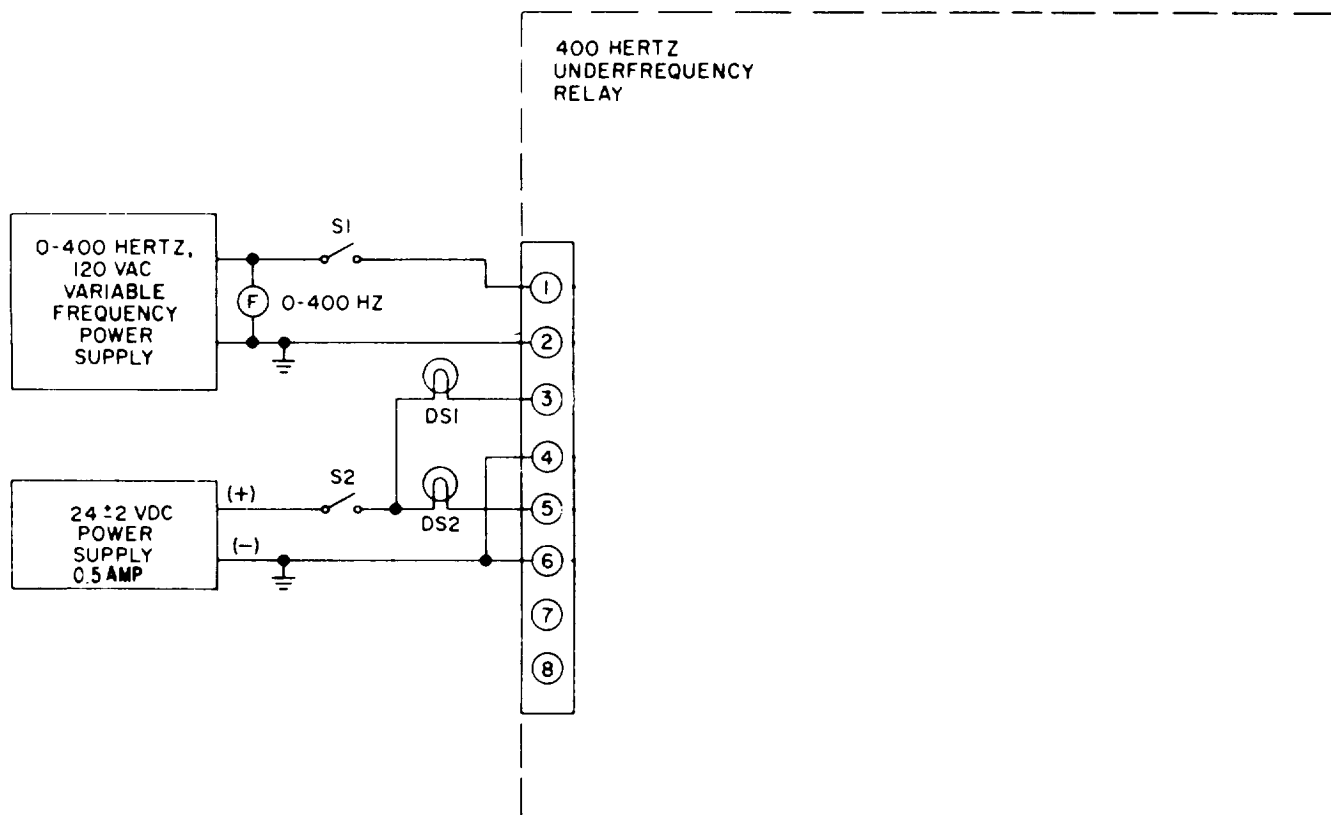 400 HERTZ
UNDERFREQUENCY
RELAY
0-400 HERTZ,
120 VAC
VARIABLE
FREQUENCY
POWER
SUPPLY
S1
F
0-400 HZ
1
2
DS1
3
4
S2
24 ±2 VDC
POWER
SUPPLY
0.5 AMP
(+)
(-)
DS2
5
6
7
8